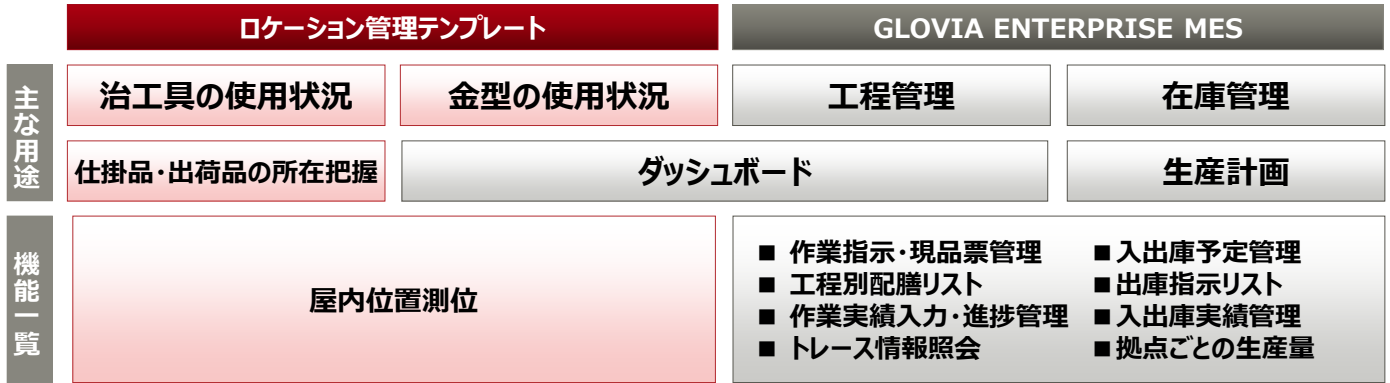 ロケーション管理テンプレート
GLOVIA ENTERPRISE MES
主な用途
治工具の使用状況
金型の使用状況
工程管理
在庫管理
仕掛品・出荷品の所在把握
ダッシュボード
生産計画
機能一覧
屋内位置測位
■ 作業指示・現品票管理
■ 工程別配膳リスト
■ 作業実績入力・進捗管理
■ トレース情報照会
■入出庫予定管理
■出庫指示リスト
■入出庫実績管理
■拠点ごとの生産量